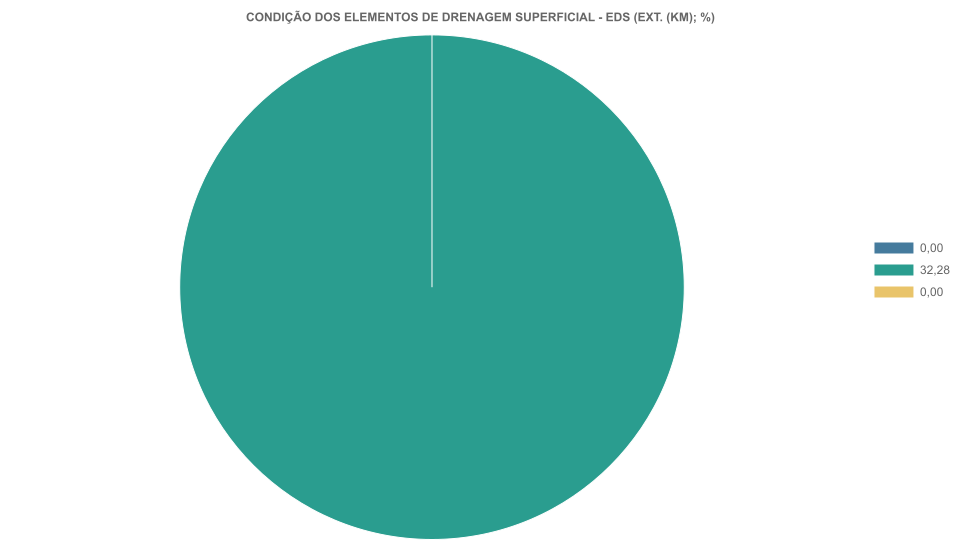 CONDIÇÃO DOS ELEMENTOS DE DRENAGEM SUPERFICIAL - EDS (EXT. (KM); %)
0,00
32,28
0,00